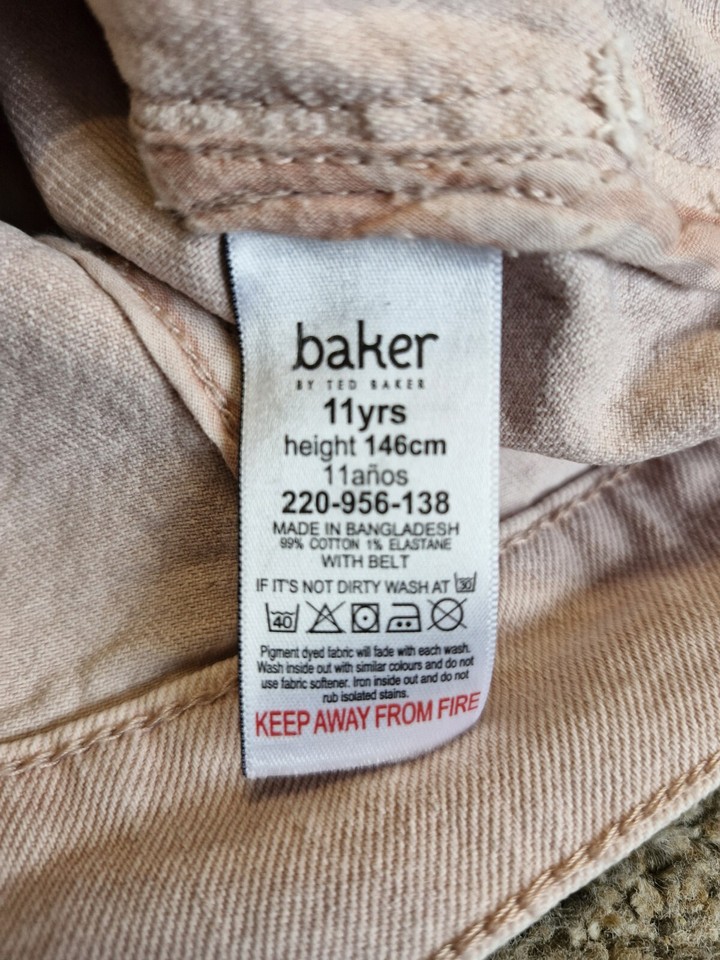 baker
BY TED BAKER
11yrs
height 146cm
11años
220-956-138
MADE IN BANGLADESH
99% COTTON 1% ELASTANE
WITH BELT
IF IT'S NOT DIRTY WASH AT 30
40
Pigment dyed fabric will fade with each wash.
Wash inside out with similar colours and do not
use fabric softener. Iron inside out and do not
rub isolated stains.
KEEP AWAY FROM FIRE